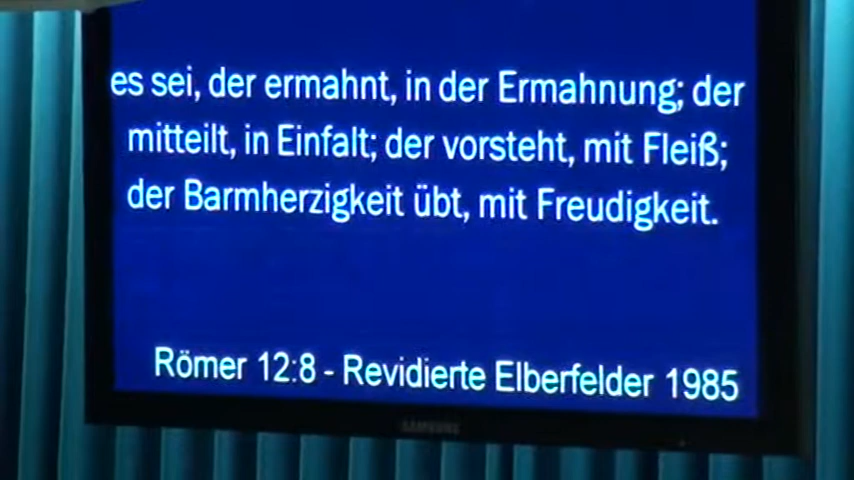 es sei, der ermahnt, in der Ermahnung; der
mitteilt, in Einfalt; der vorsteht, mit Fleiß;
der Barmherzigkeit übt, mit Freudigkeit.
Römer 12:8 - Revidierte Elberfelder 1985
SAMSUNG